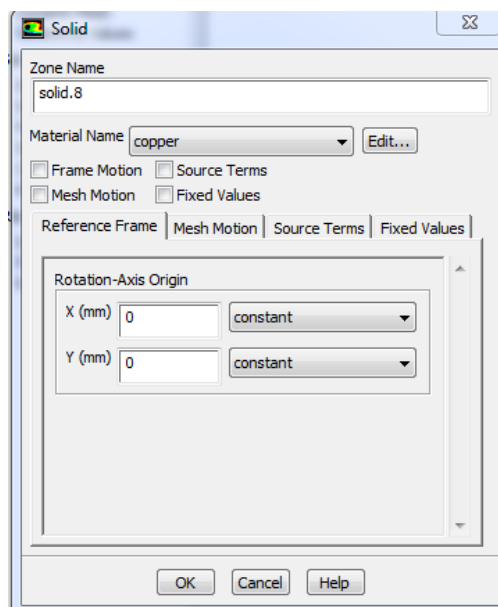 Solid
Zone Name
solid.8
Material Name copper Edit...
Frame Motion Source Terms
Mesh Motion Fixed Values
Reference Frame Mesh Motion Source Terms Fixed Values
Rotation-Axis Origin
X (mm) 0 constant
Y (mm) 0 constant
OK Cancel Help